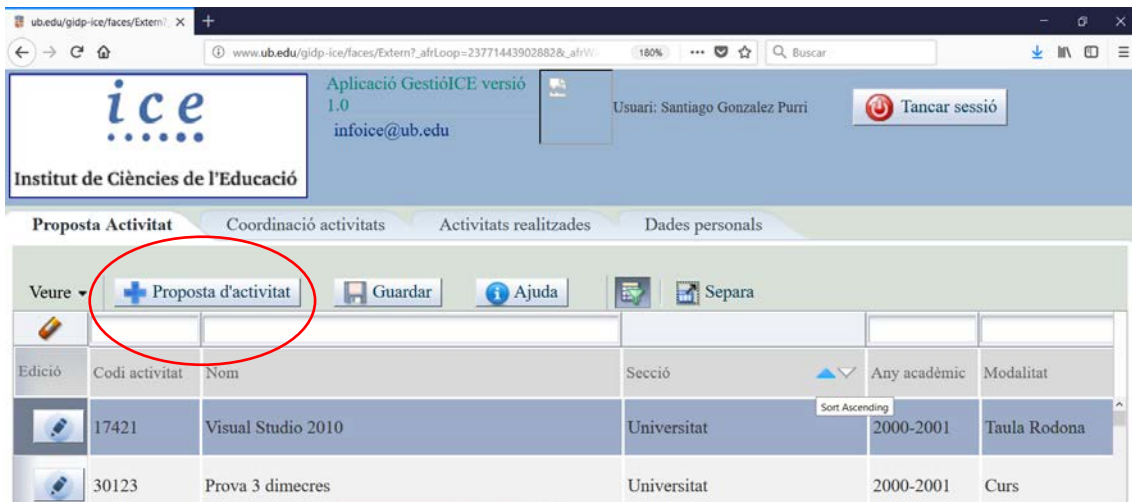 ub.edu/gidp-ice/faces/Extern?
www.ub.edu/gidp-ice/faces/Extern?_afrLoop=2377144390288&_afrW
180%
Buscar
ice
Institut de Ciències de l'Educació
Aplicació GestióICE versió
1.0
infoice@ub.edu
Usuari: Santiago Gonzalez Purri
Tancar sessió
Proposta Activitat Coordinació activitats Activitats realitzades Dades personals
Veure Proposta d'activitat Guardar Ajuda Separa
Edició Codi activitat Nom Secció Any acadèmic Modalitat
Sort Ascending
17421 Visual Studio 2010 Universitat 2000-2001 Taula Rodona
30123 Prova 3 dimecres Universitat 2000-2001 Curs